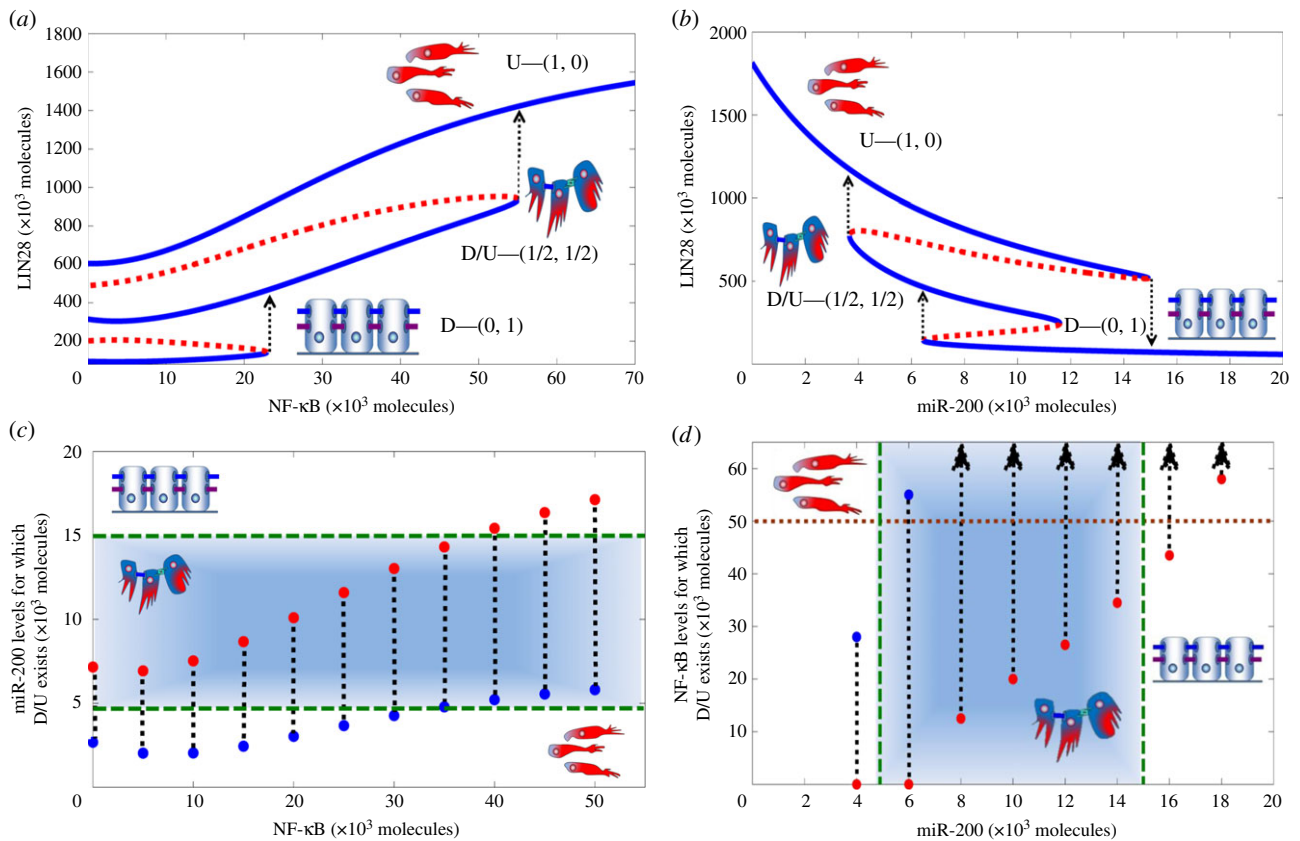 (a)
1800
1600
1400
1200
1000
800
600
400
200
0
10
20
30
40
50
60
70
LIN28 (×10³ molecules)
NF-κB (×10³ molecules)
U—(1, 0)
D/U—(1/2, 1/2)
D—(0, 1)
(b)
2000
1500
1000
500
0
2
4
6
8
10
12
14
16
18
20
LIN28 (×10³ molecules)
miR-200 (×10³ molecules)
U—(1, 0)
D/U—(1/2, 1/2)
D—(0, 1)
(c)
20
15
10
5
0
10
20
30
40
50
miR-200 levels for which
D/U exists (×10³ molecules)
NF-κB (×10³ molecules)
(d)
60
50
40
30
20
10
0
2
4
6
8
10
12
14
16
18
20
NF-κB levels for which
D/U exists (×10³ molecules)
miR-200 (×10³ molecules)